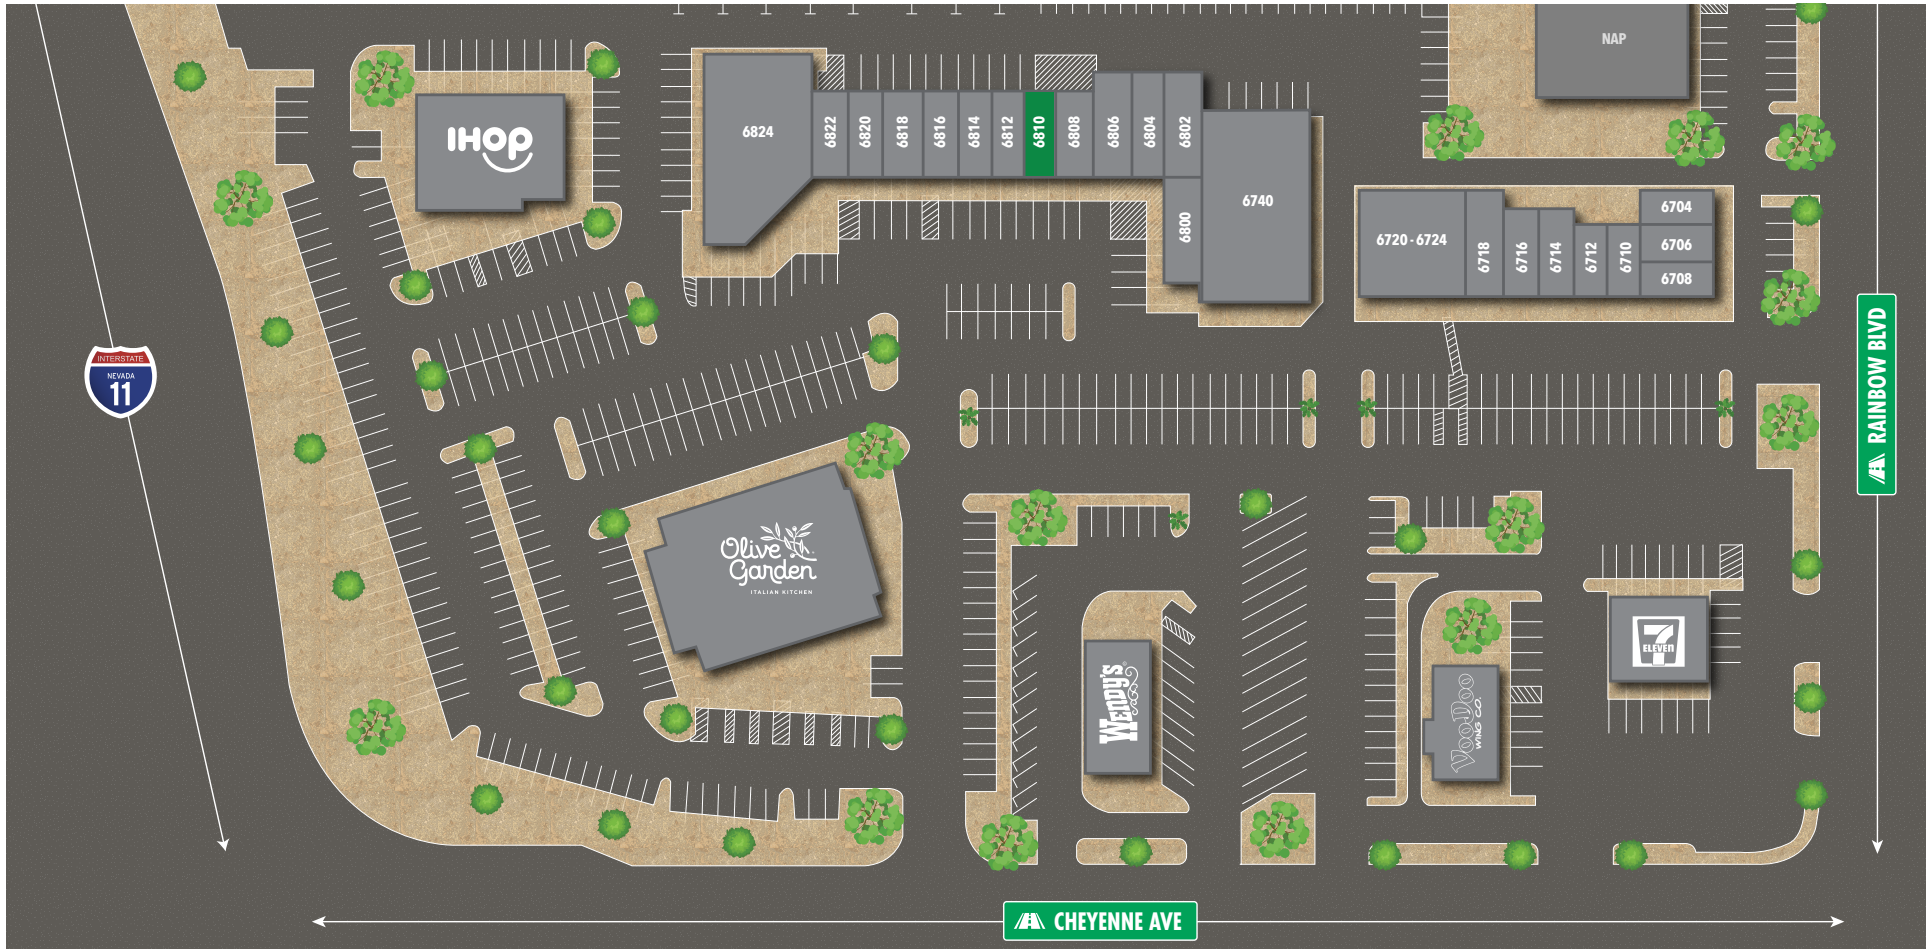 NAP
IHOP
6824
6822
6820
6818
6816
6814
6812
6810
6808
6806
6804
6802
6800
6740
6720 - 6724
6718
6716
6714
6712
6710
6704
6706
6708
INTERSTATE
NEVADA
11
RAINBOW BLVD
Olive
Garden
ITALIAN KITCHEN
Wendy's
VOODOO
WING CO.
7
ELEVEN
CHEYENNE AVE